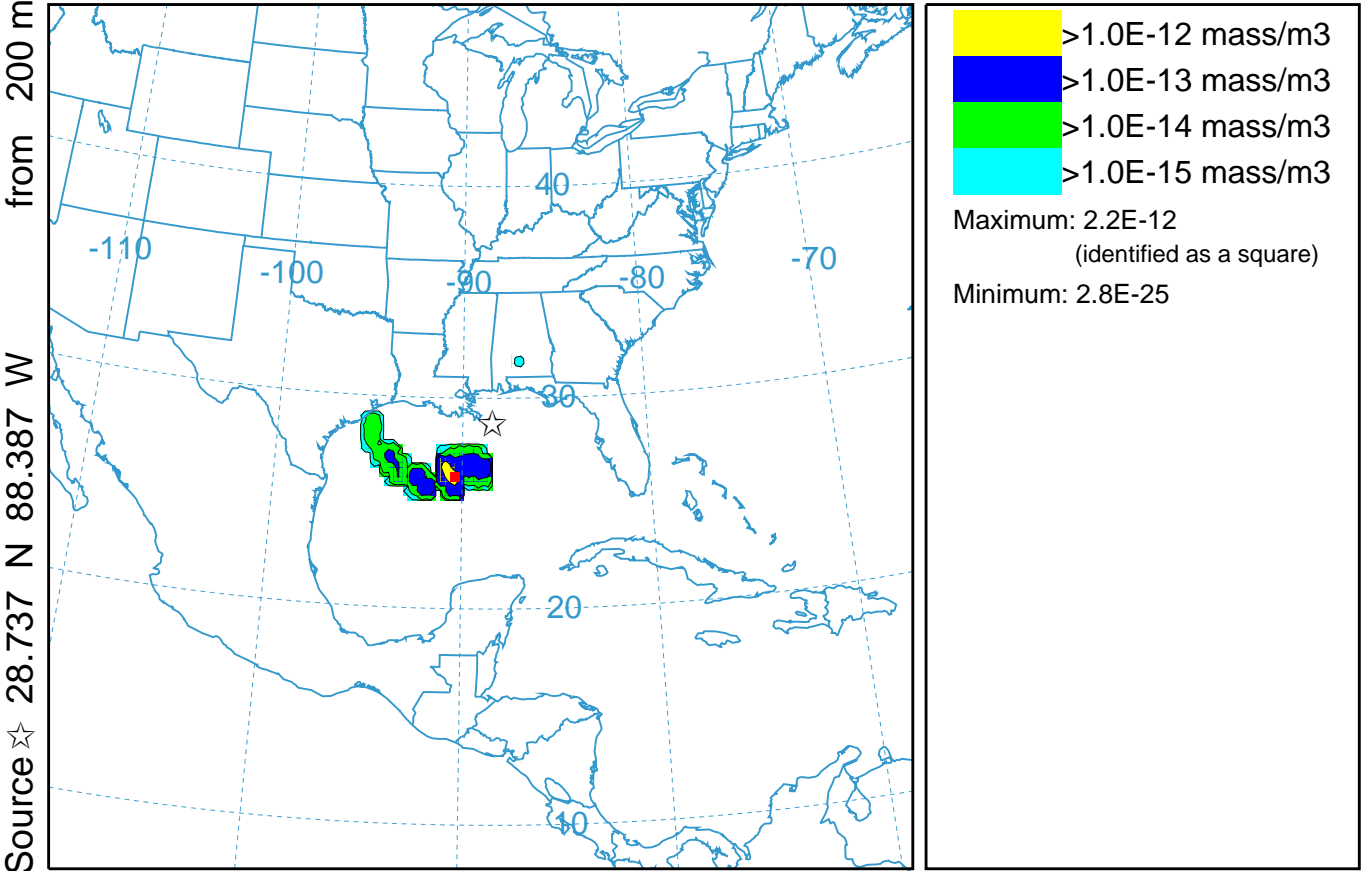 Source ☆ 28.737 N 88.387 W from 200 m
>1.0E-12 mass/m3
>1.0E-13 mass/m3
>1.0E-14 mass/m3
>1.0E-15 mass/m3
Maximum: 2.2E-12
(identified as a square)
Minimum: 2.8E-25
40
-110
-100
-90
-80
-70
30
20
10